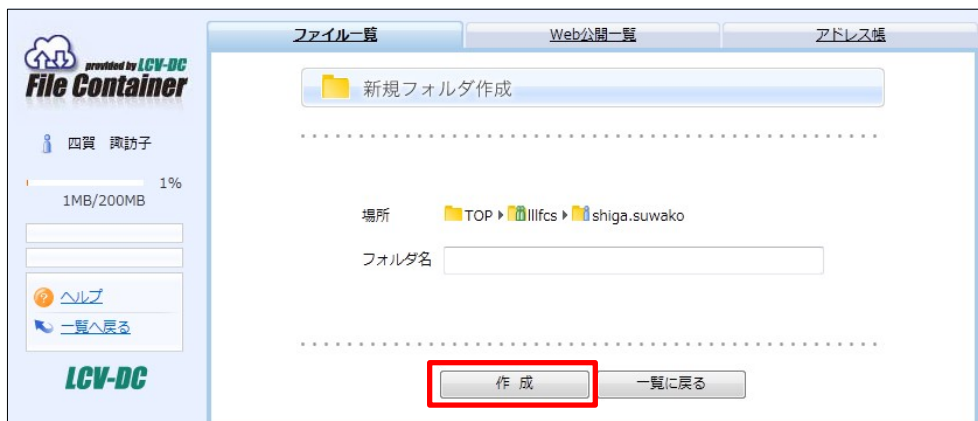 ファイル一覧
Web公開一覧
アドレス帳
provided by LCV-DC
File Container
四賀 諏訪子
1%
1MB/200MB
ヘルプ
一覧へ戻る
LCV-DC
新規フォルダ作成
場所 TOP lllfcs shiga.suwako
フォルダ名
作 成
一覧に戻る